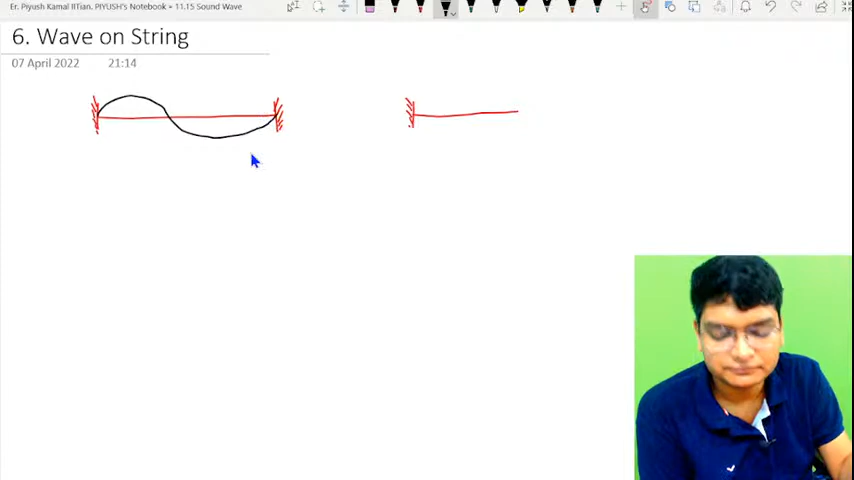 Er. Piyush Kamal IITian. PIYUSH's Notebook » 11.15 Sound Wave
6. Wave on String
07 April 2022 21:14